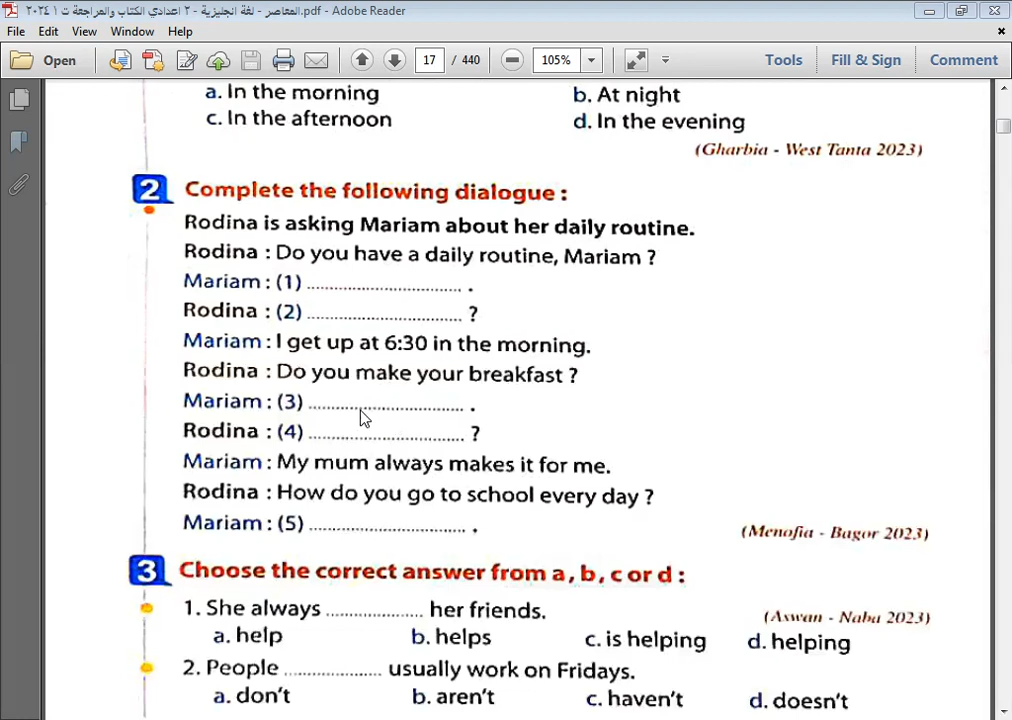 المعاصر - لغة انجليزية - ٢ اعدادي الكتاب والمراجعة ت ١ ٢٠٢٤.pdf - Adobe Reader
File Edit View Window Help
Open 17 / 440 105% Tools Fill & Sign Comment
a. In the morning b. At night
c. In the afternoon d. In the evening
(Gharbia - West Tanta 2023)
2 Complete the following dialogue :
Rodina is asking Mariam about her daily routine.
Rodina : Do you have a daily routine, Mariam ?
Mariam : (1) ................................ .
Rodina : (2) ................................ ?
Mariam : I get up at 6:30 in the morning.
Rodina : Do you make your breakfast ?
Mariam : (3) ................................ .
Rodina : (4) ................................ ?
Mariam : My mum always makes it for me.
Rodina : How do you go to school every day ?
Mariam : (5) ................................ .
(Menofia - Bagor 2023)
3 Choose the correct answer from a, b, c or d :
1. She always .................... her friends.
(Aswan - Naba 2023)
a. help b. helps c. is helping d. helping
2. People .................... usually work on Fridays.
a. don't b. aren't c. haven't d. doesn't